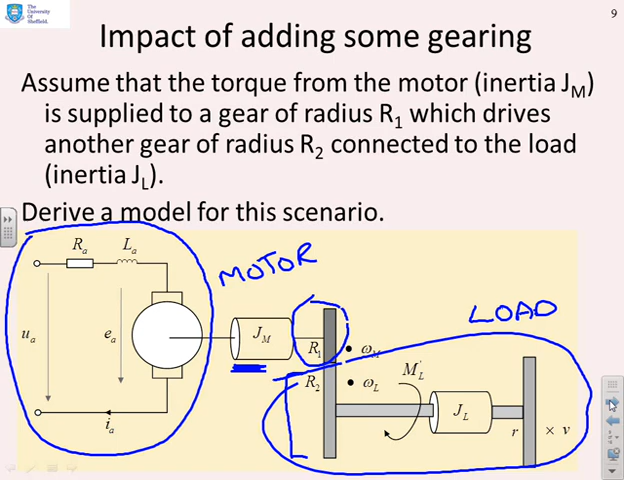 The
University
Of
Sheffield.
9
Impact of adding some gearing
Assume that the torque from the motor (inertia J_M)
is supplied to a gear of radius R_1 which drives
another gear of radius R_2 connected to the load
(inertia J_L).
Derive a model for this scenario.
R_a L_a
MOTOR
LOAD
u_a e_a J_M R_1 ω_M
R_2 ω_L M_L'
J_L r × v
i_a